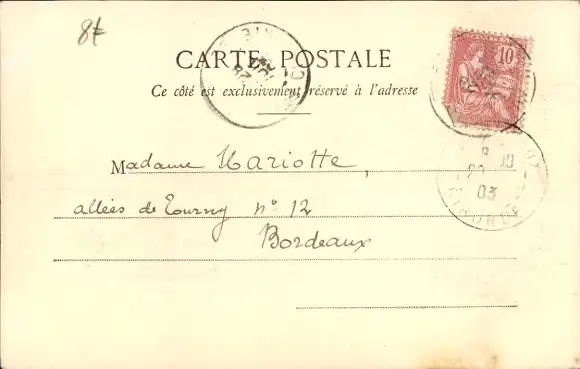 8f
CARTE POSTALE
Ce côté est exclusivement réservé à l'adresse
10
Madame Mariotte,
allées de Tourny n° 12
Bordeaux
03